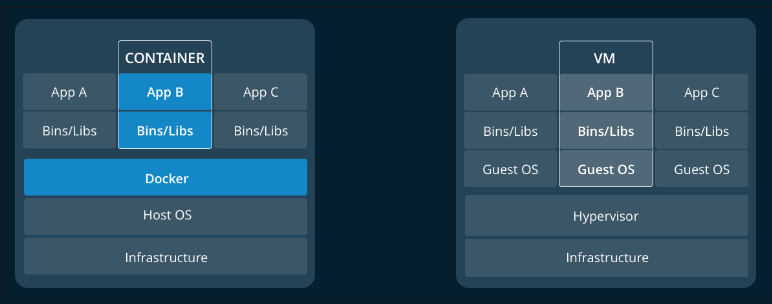 CONTAINER
App A App B App C
Bins/Libs Bins/Libs Bins/Libs
Docker
Host OS
Infrastructure
VM
App A App B App C
Bins/Libs Bins/Libs Bins/Libs
Guest OS Guest OS Guest OS
Hypervisor
Infrastructure